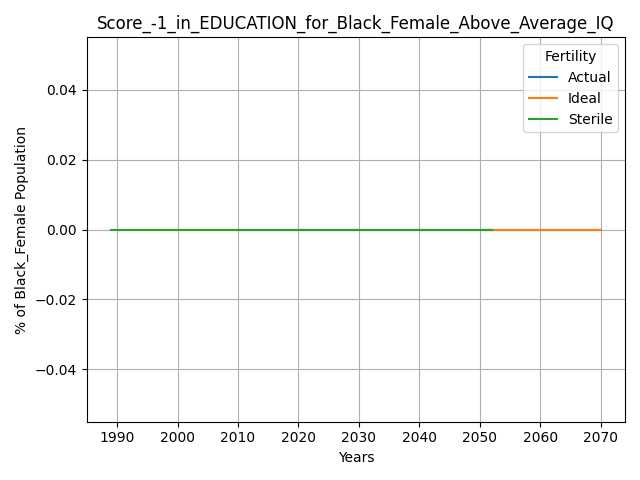 Score_-1_in_EDUCATION_for_Black_Female_Above_Average_IQ
Fertility
Actual
Ideal
Sterile
% of Black_Female Population
0.04
0.02
0.00
−0.02
−0.04
1990 2000 2010 2020 2030 2040 2050 2060 2070
Years